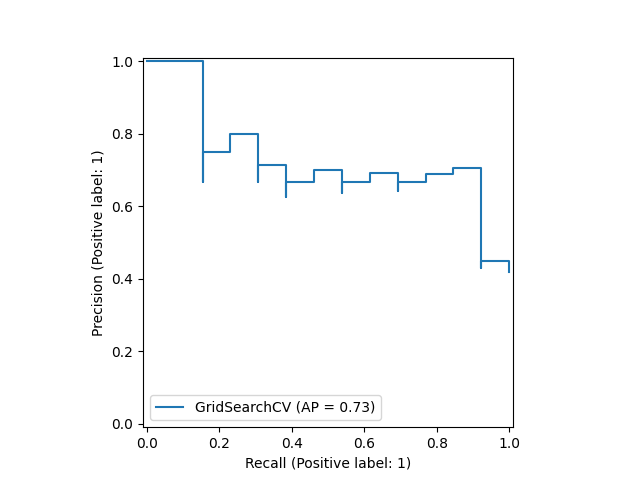 1.0
0.8
0.6
0.4
0.2
0.0
Precision (Positive label: 1)
GridSearchCV (AP = 0.73)
0.0 0.2 0.4 0.6 0.8 1.0
Recall (Positive label: 1)